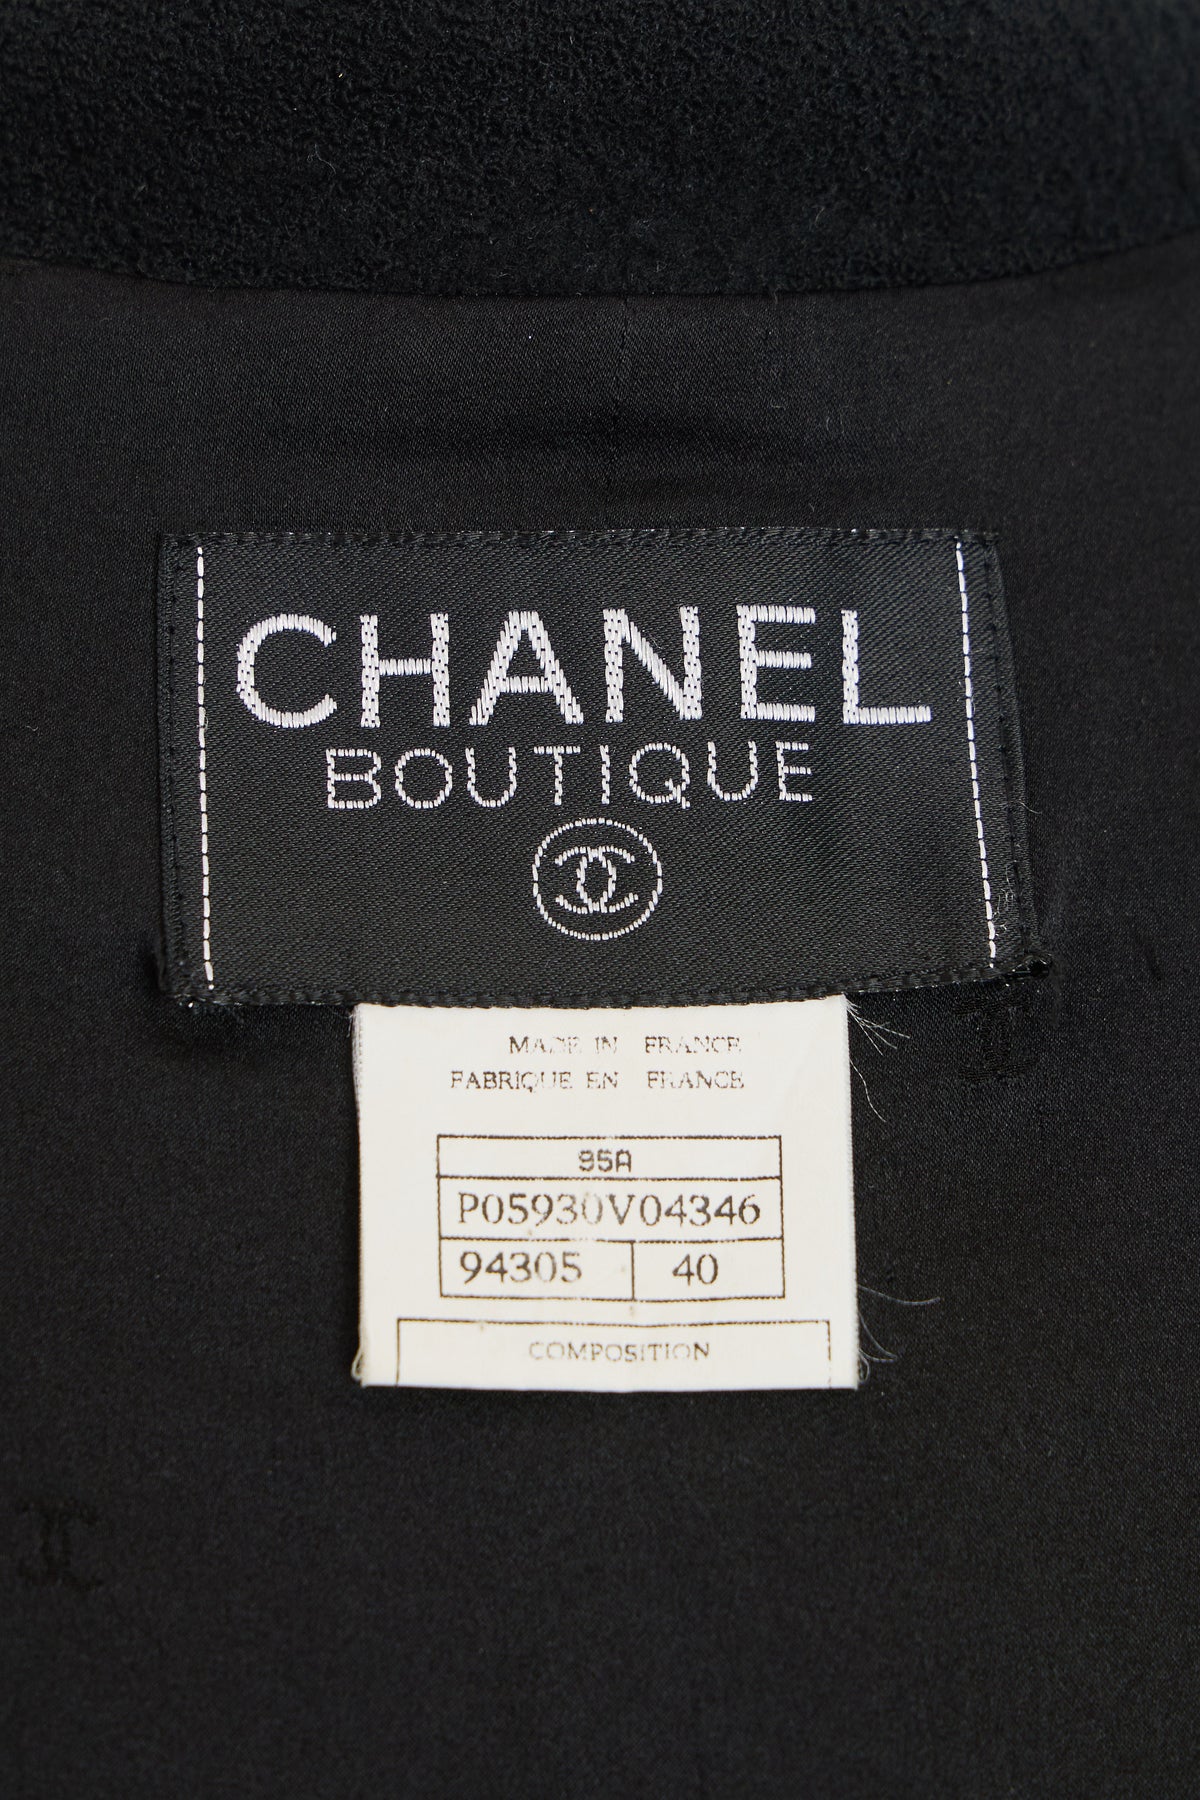 CHANEL
BOUTIQUE
MADE IN FRANCE
FABRIQUE EN FRANCE
95A
P05930V04346
94305 40
COMPOSITION